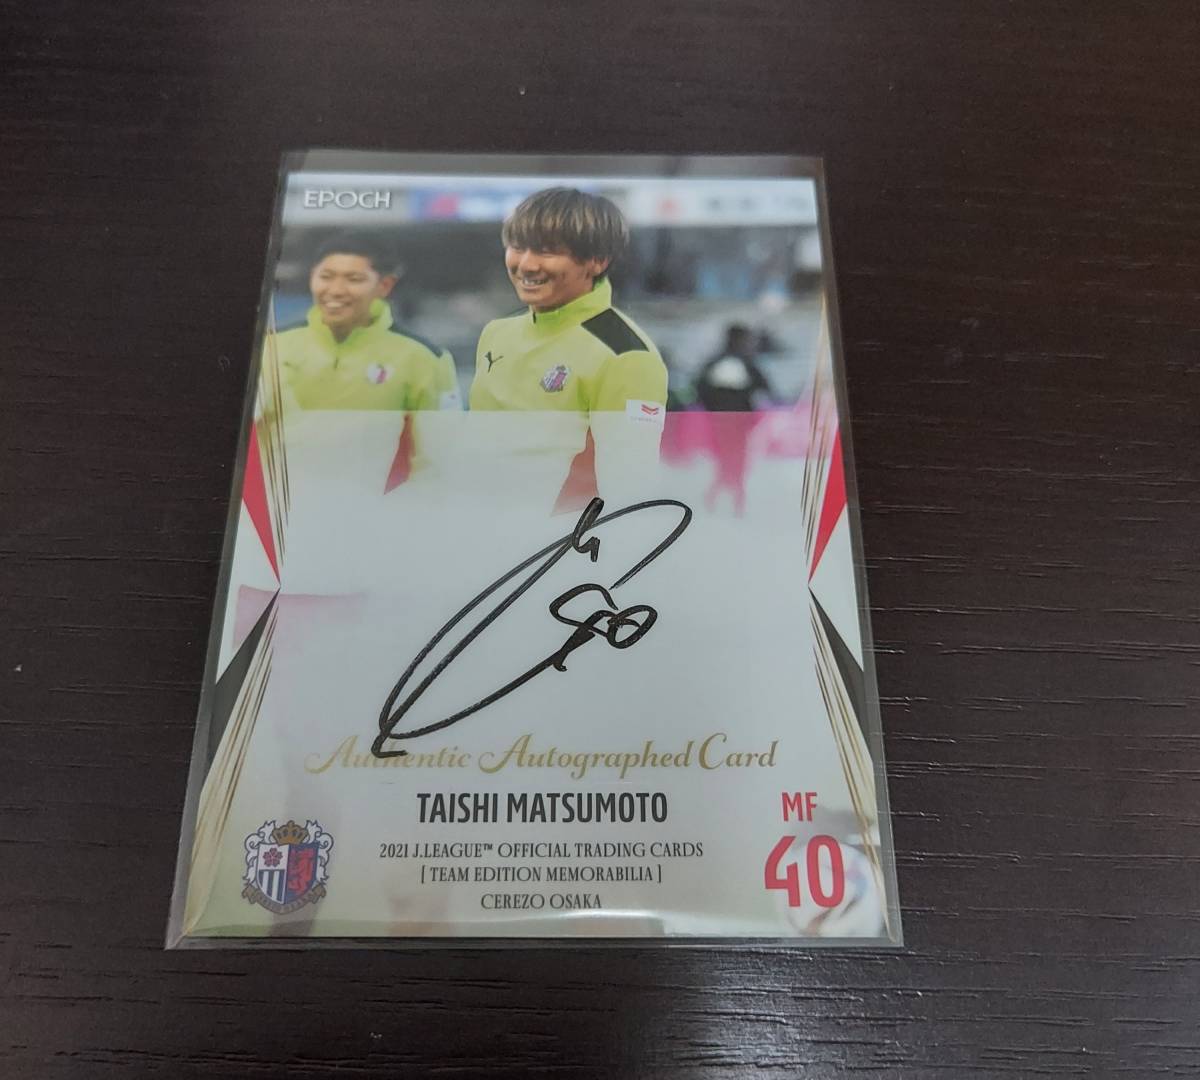 EPOCH
Authentic Autographed Card
TAISHI MATSUMOTO
MF
40
2021 J.LEAGUE™ OFFICIAL TRADING CARDS
[ TEAM EDITION MEMORABILIA ]
CEREZO OSAKA